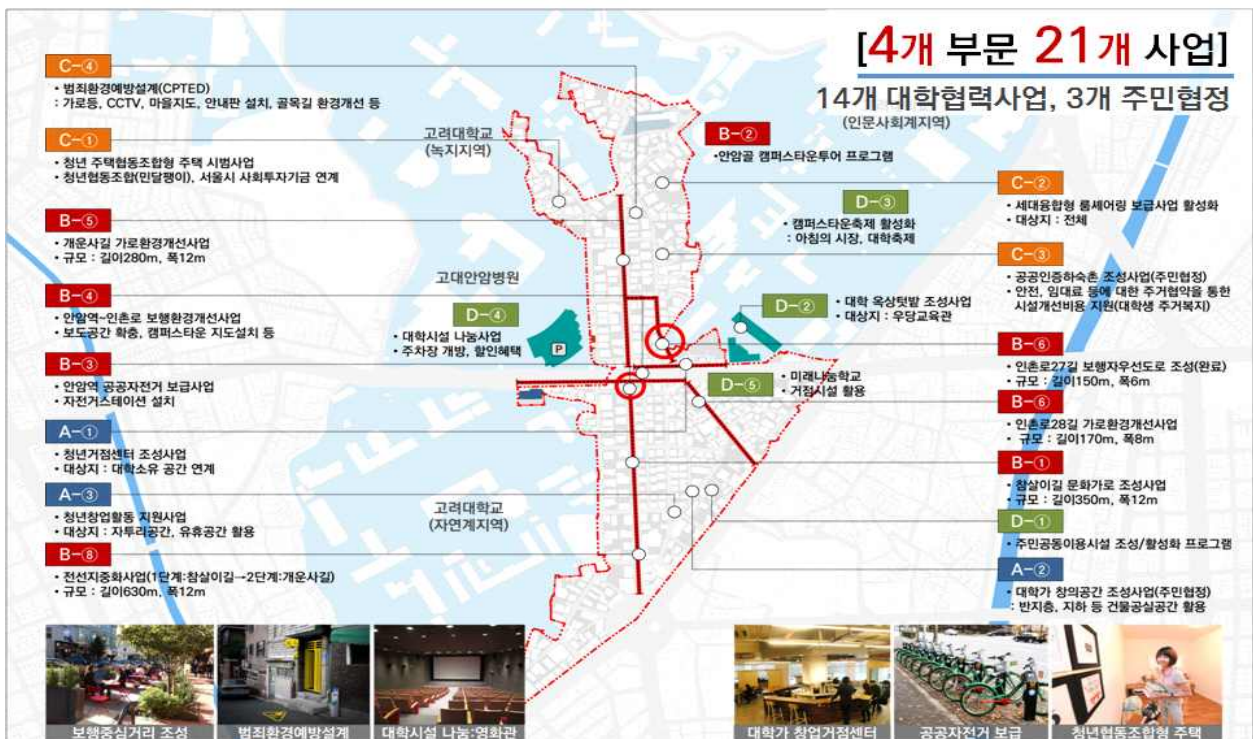 [4개 부문 21개 사업]
14개 대학협력사업, 3개 주민협정
(인문사회계지역)
고려대학교
(녹지지역)
고대안암병원
고려대학교
(자연계지역)
P
C-④
• 범죄환경예방설계(CPTED)
: 가로등, CCTV, 마을지도, 안내판 설치, 골목길 환경개선 등
C-①
• 청년 주택협동조합형 주택 시범사업
• 청년협동조합(민달팽이), 서울시 사회투자기금 연계
B-⑤
• 개운사길 가로환경개선사업
• 규모 : 길이280m, 폭12m
B-④
• 안암역~인촌로 보행환경개선사업
• 보도공간 확충, 캠퍼스타운 지도설치 등
B-③
• 안암역 공공자전거 보급사업
• 자전거스테이션 설치
A-①
• 청년거점센터 조성사업
• 대상지 : 대학소유 공간 연계
A-③
• 청년창업활동 지원사업
• 대상지 : 자투리공간, 유휴공간 활용
B-⑧
• 전선지중화사업(1단계:참살이길→2단계:개운사길)
• 규모 : 길이630m, 폭12m
B-②
•안암골 캠퍼스타운투어 프로그램
D-③
• 캠퍼스타운축제 활성화
: 아침의 시장, 대학축제
D-④
• 대학시설 나눔사업
• 주차장 개방, 할인혜택
D-②
• 대학 옥상텃밭 조성사업
• 대상지 : 우당교육관
D-⑤
• 미래나눔학교
• 거점시설 활용
C-②
• 세대융합형 룸셰어링 보급사업 활성화
• 대상지 : 전체
C-③
• 공공인증하숙촌 조성사업(주민협정)
• 안전, 임대료 등에 대한 주거협약을 통한
시설개선비용 지원(대학생 주거복지)
B-⑥
• 인촌로27길 보행자우선도로 조성(완료)
• 규모 : 길이150m, 폭6m
B-⑥
• 인촌로28길 가로환경개선사업
• 규모 : 길이170m, 폭8m
B-①
• 참살이길 문화가로 조성사업
• 규모 : 길이350m, 폭12m
D-①
• 주민공동이용시설 조성/활성화 프로그램
A-②
• 대학가 창의공간 조성사업(주민협정)
: 반지층, 지하 등 건물공실공간 활용
보행중심거리 조성
범죄환경예방설계
대학시설 나눔:영화관
대학가 창업거점센터
공공자전거 보급
청년협동조합형 주택